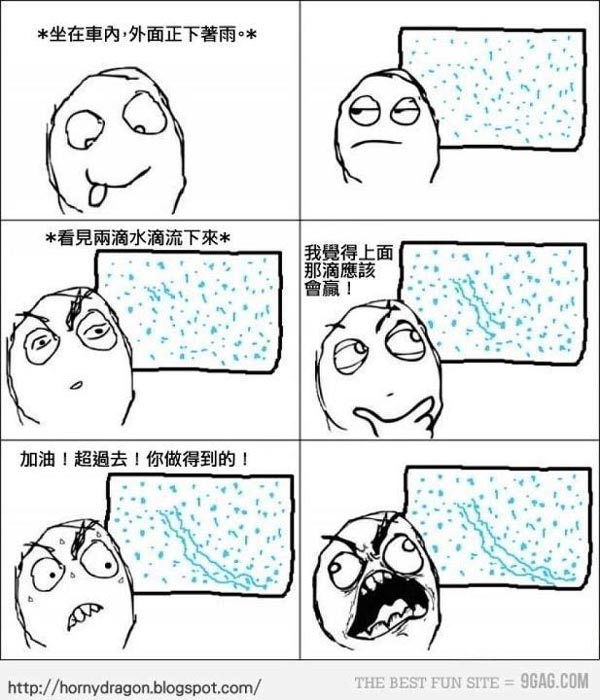 *坐在車內,外面正下著雨。*
*看見兩滴水滴流下來*
我覺得上面
那滴應該
會贏！
加油！超過去！你做得到的！
http://hornydragon.blogspot.com/
THE BEST FUN SITE = 9GAG.COM